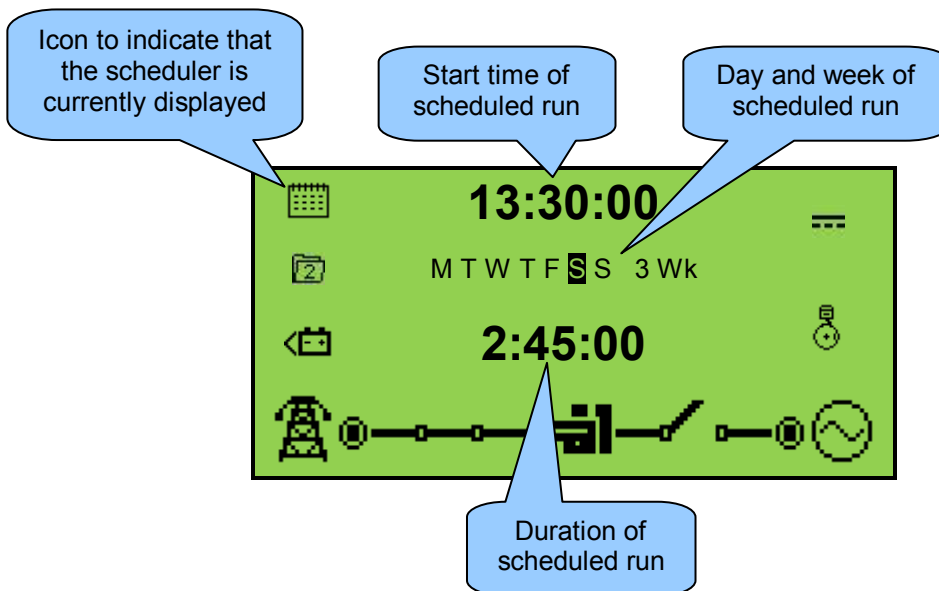 Icon to indicate that
the scheduler is
currently displayed
Start time of
scheduled run
Day and week of
scheduled run
13:30:00
M T W T F S S 3 Wk
2
2:45:00
Duration of
scheduled run